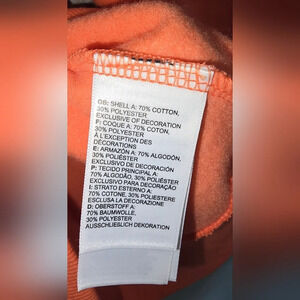 GB: SHELL A: 70% COTTON,
30% POLYESTER
EXCLUSIVE OF DECORATION
F: COQUE A: 70% COTON,
30% POLYESTER
À L'EXCEPTION DES
DÉCORATIONS
E: ARMAZÓN A: 70% ALGODÓN,
30% POLIÉSTER
EXCLUSIVO DE DECORACIÓN
P: TECIDO PRINCIPAL A:
70% ALGODÃO, 30% POLIÉSTER
EXCLUSIVO PARA DECORAÇÃO
I: STRATO ESTERNO A:
70% COTONE, 30% POLIESTERE
ESCLUSA LA DECORAZIONE
D: OBERSTOFF A:
70% BAUMWOLLE,
30% POLYESTER
AUSSCHLIEßLICH DEKORATION